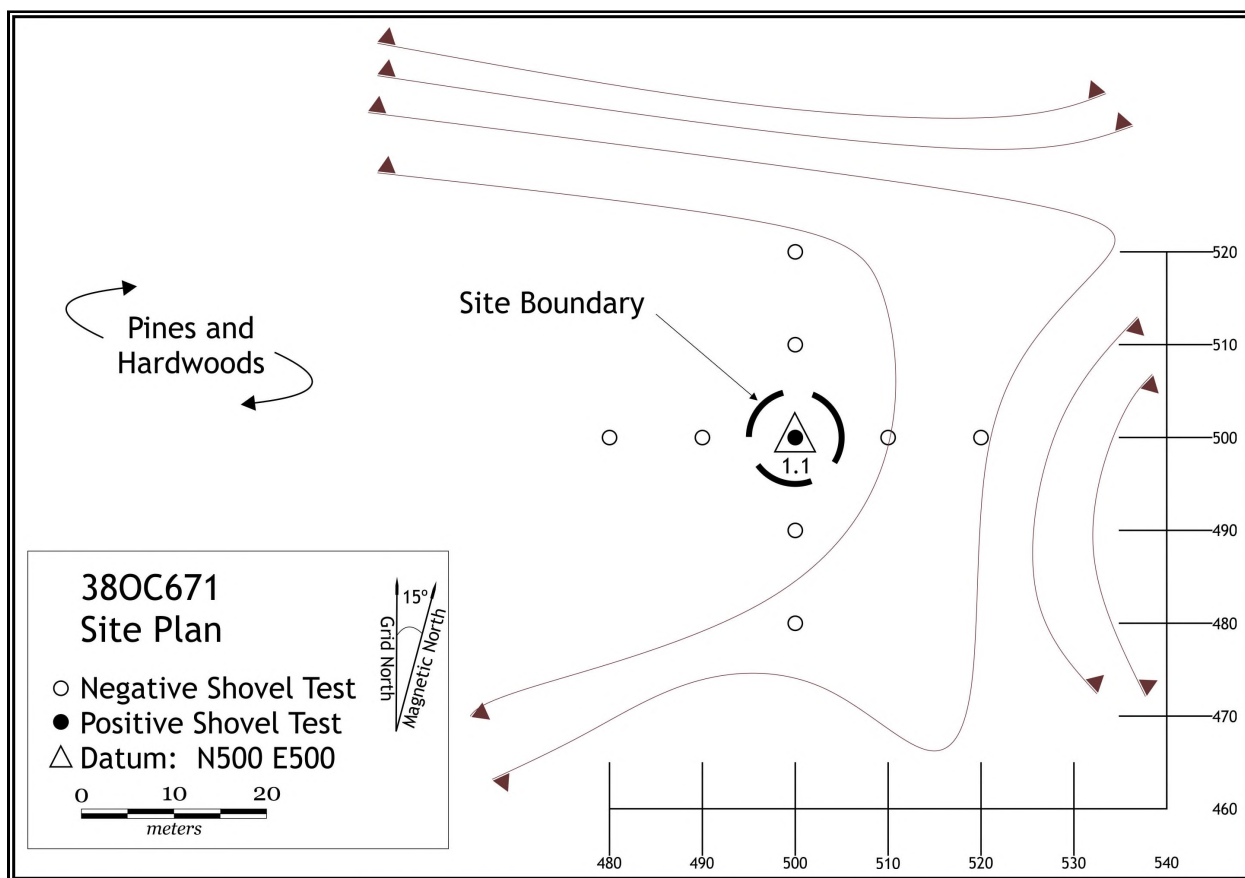 Site Boundary
Pines and
Hardwoods
1.1
520
510
500
490
480
470
460
480 490 500 510 520 530 540
38OC671
Site Plan
15°
Grid North
Magnetic North
Negative Shovel Test
Positive Shovel Test
Datum: N500 E500
0 10 20
meters